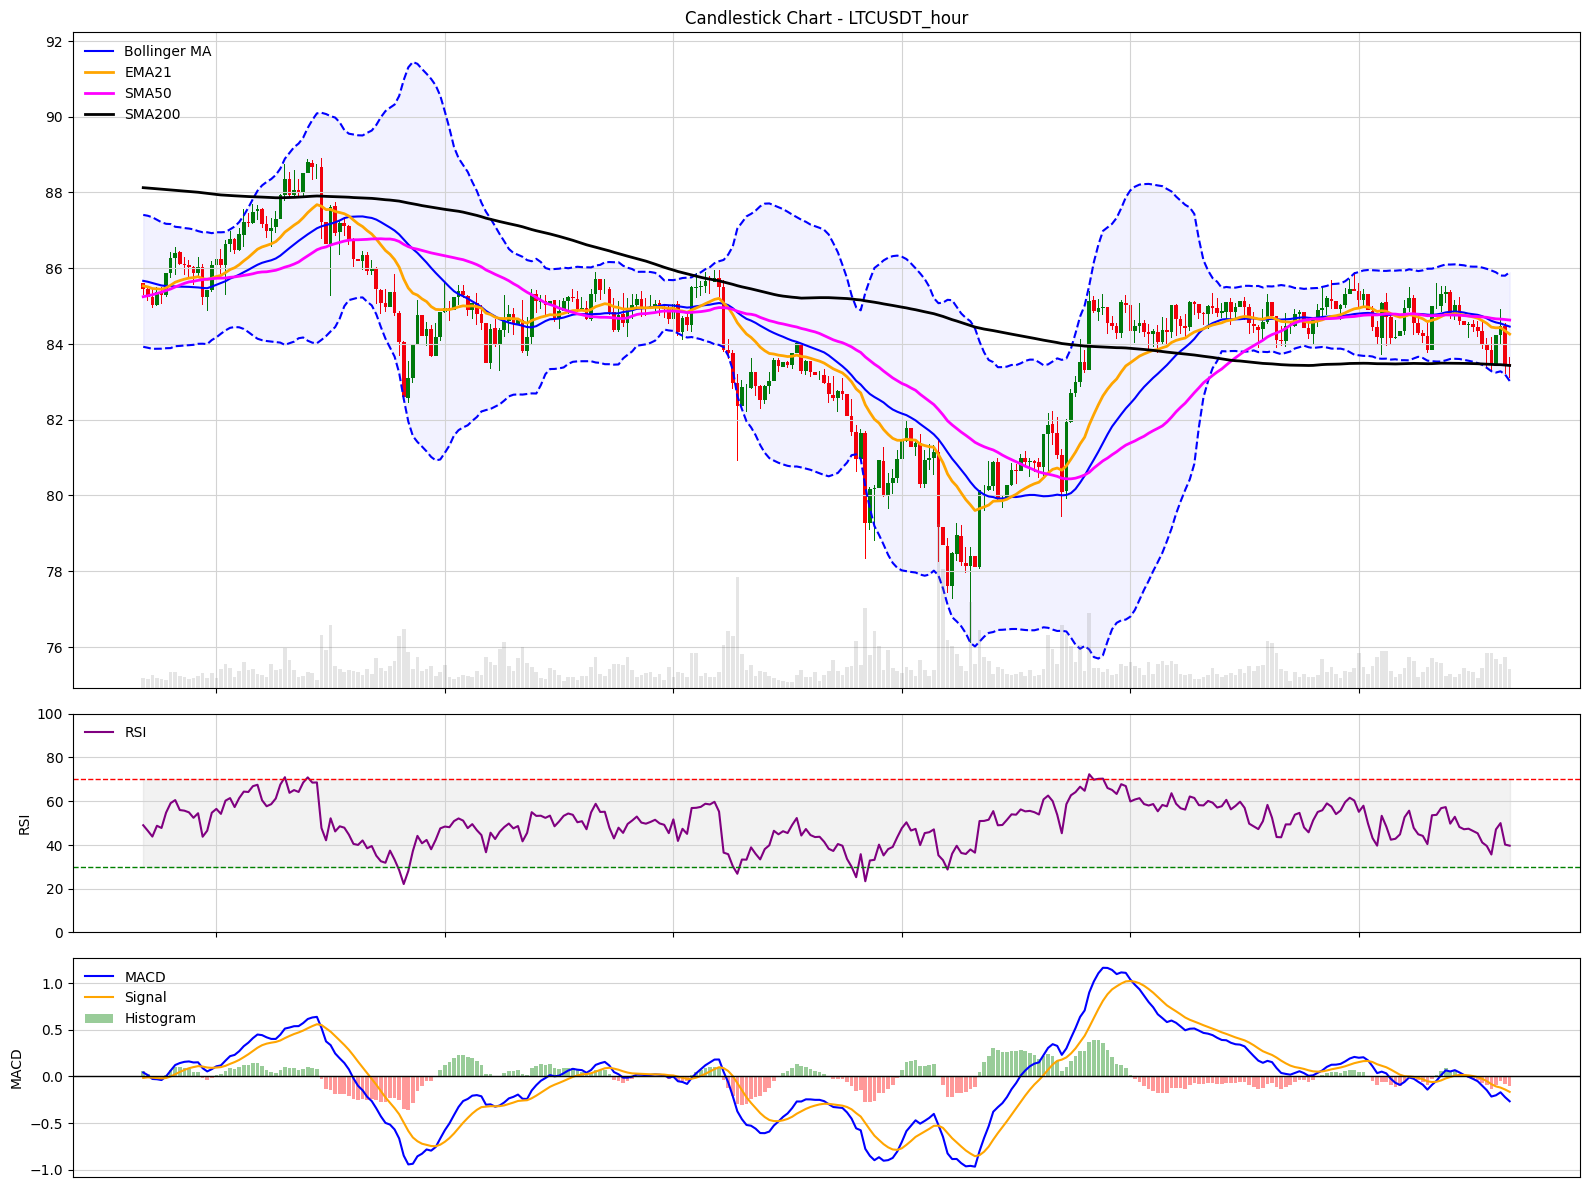 Candlestick Chart - LTCUSDT_hour
92
90
88
86
84
82
80
78
76
Bollinger MA
EMA21
SMA50
SMA200
100
80
60
40
20
0
RSI
RSI
1.0
0.5
0.0
−0.5
−1.0
MACD
MACD
Signal
Histogram